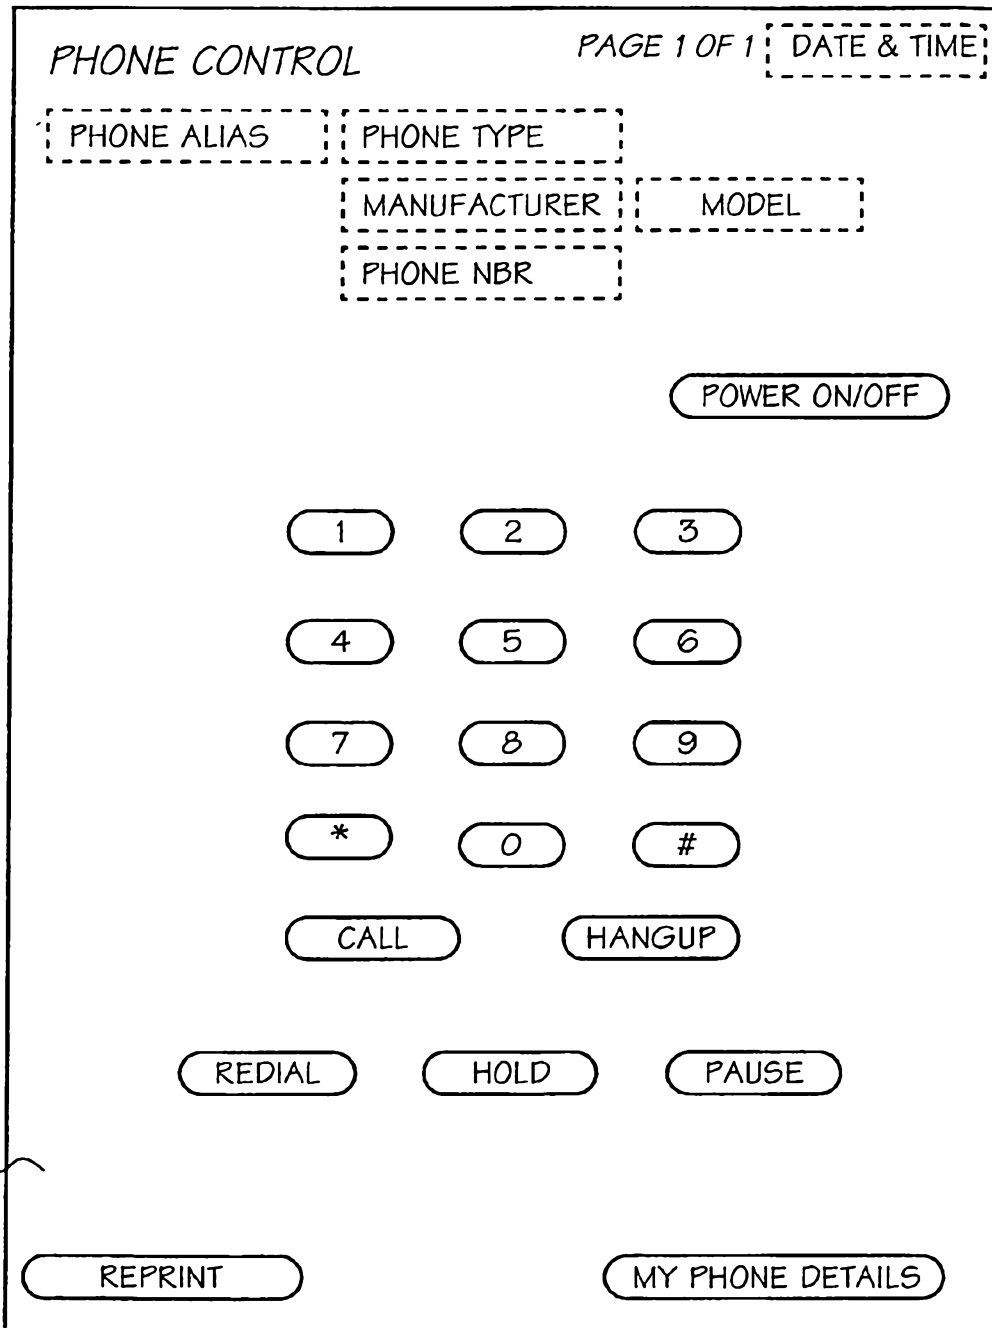 PHONE CONTROL PAGE 1 OF 1 DATE & TIME
PHONE ALIAS PHONE TYPE
MANUFACTURER MODEL
PHONE NBR
POWER ON/OFF
1 2 3
4 5 6
7 8 9
* 0 #
CALL HANGUP
REDIAL HOLD PAUSE
REPRINT MY PHONE DETAILS